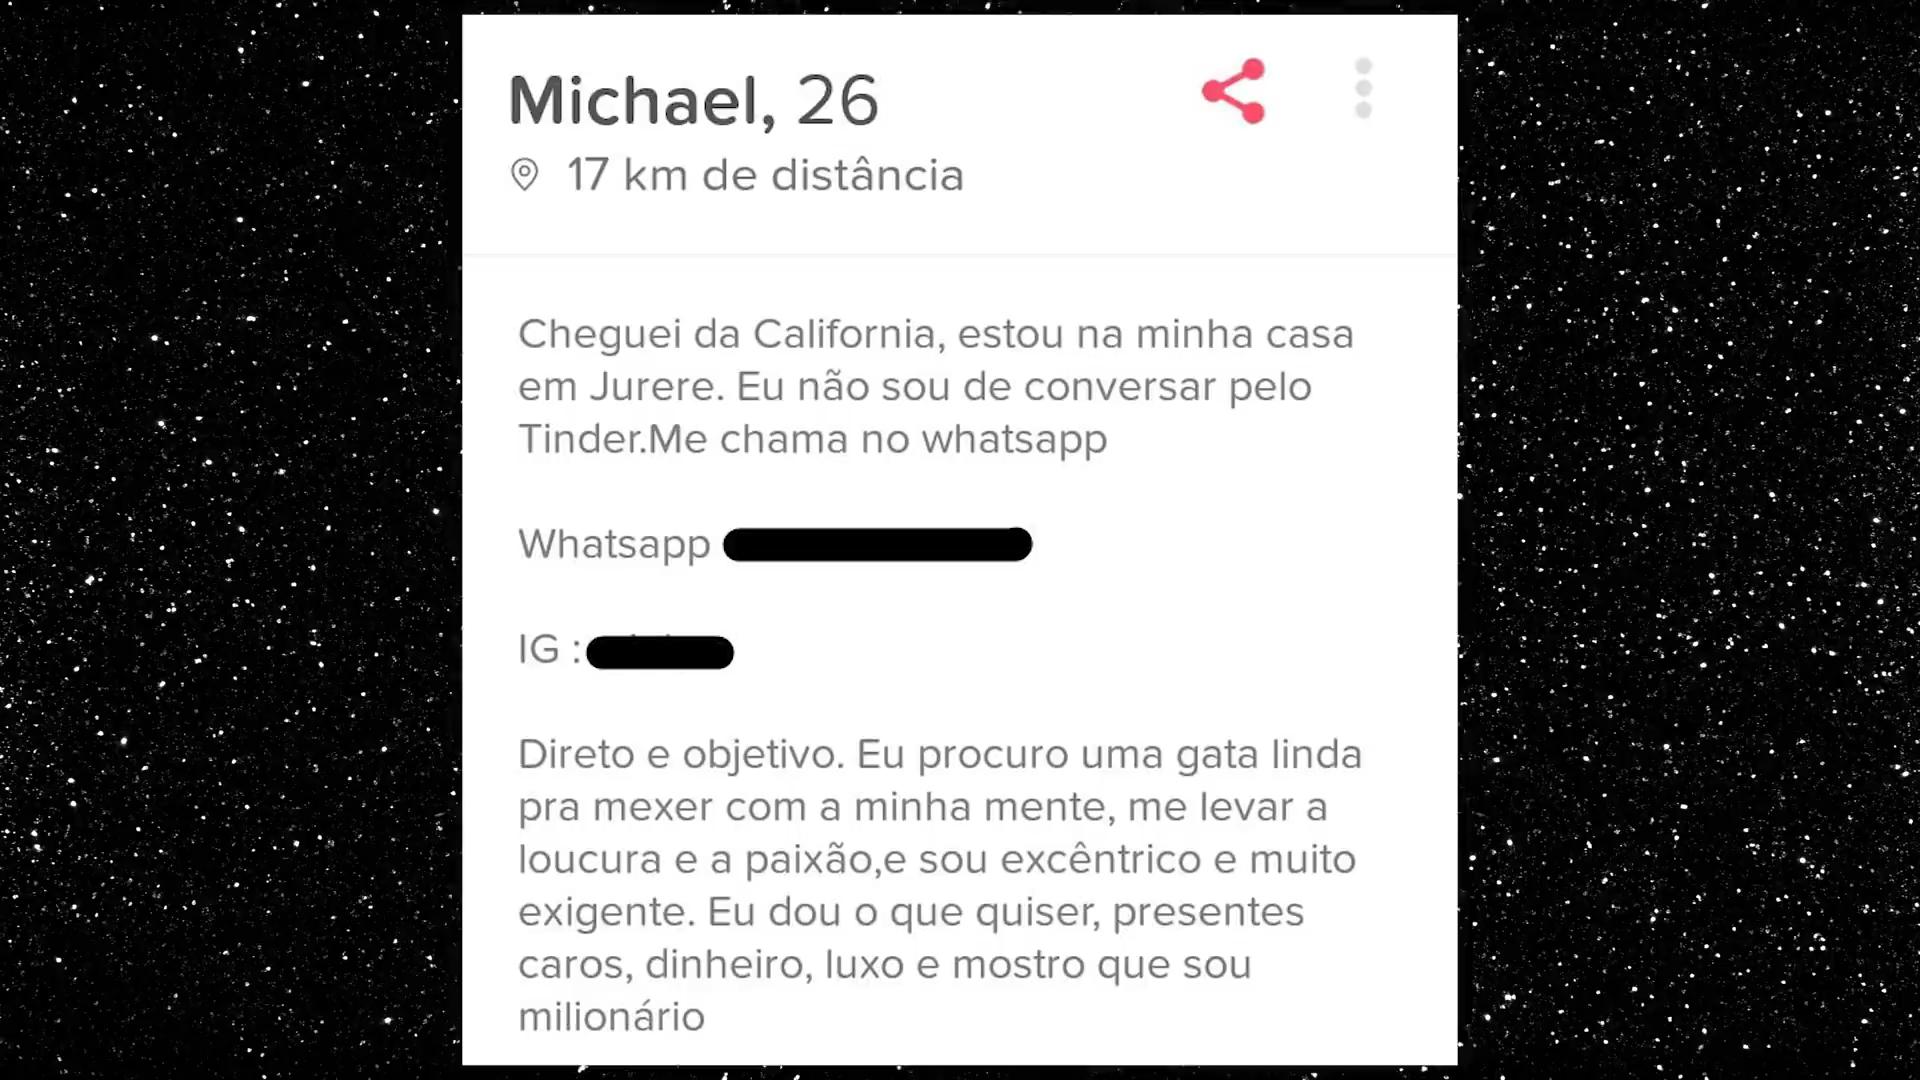 Michael, 26
17 km de distância
Cheguei da California, estou na minha casa
em Jurere. Eu não sou de conversar pelo
Tinder.Me chama no whatsapp
Whatsapp
IG :
Direto e objetivo. Eu procuro uma gata linda
pra mexer com a minha mente, me levar a
loucura e a paixão,e sou excêntrico e muito
exigente. Eu dou o que quiser, presentes
caros, dinheiro, luxo e mostro que sou
milionário